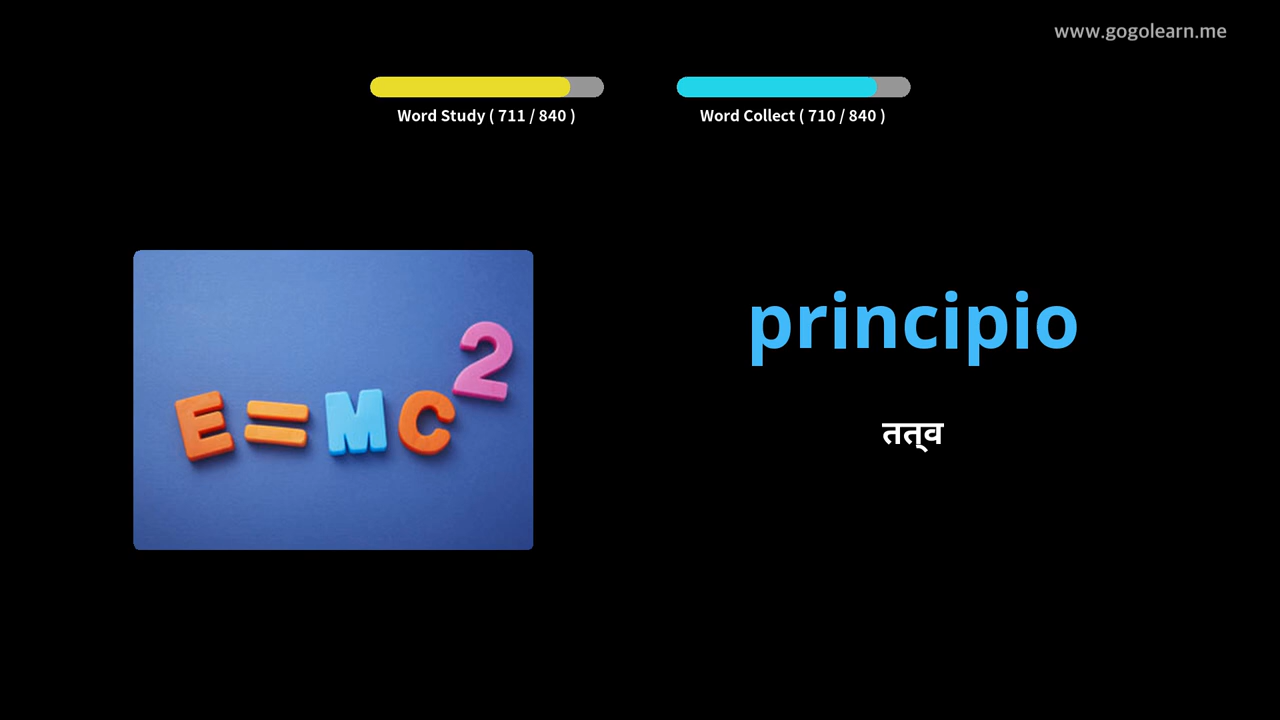 www.gogolearn.me
Word Study ( 711 / 840 )
Word Collect ( 710 / 840 )
E=MC2
principio
तत्व